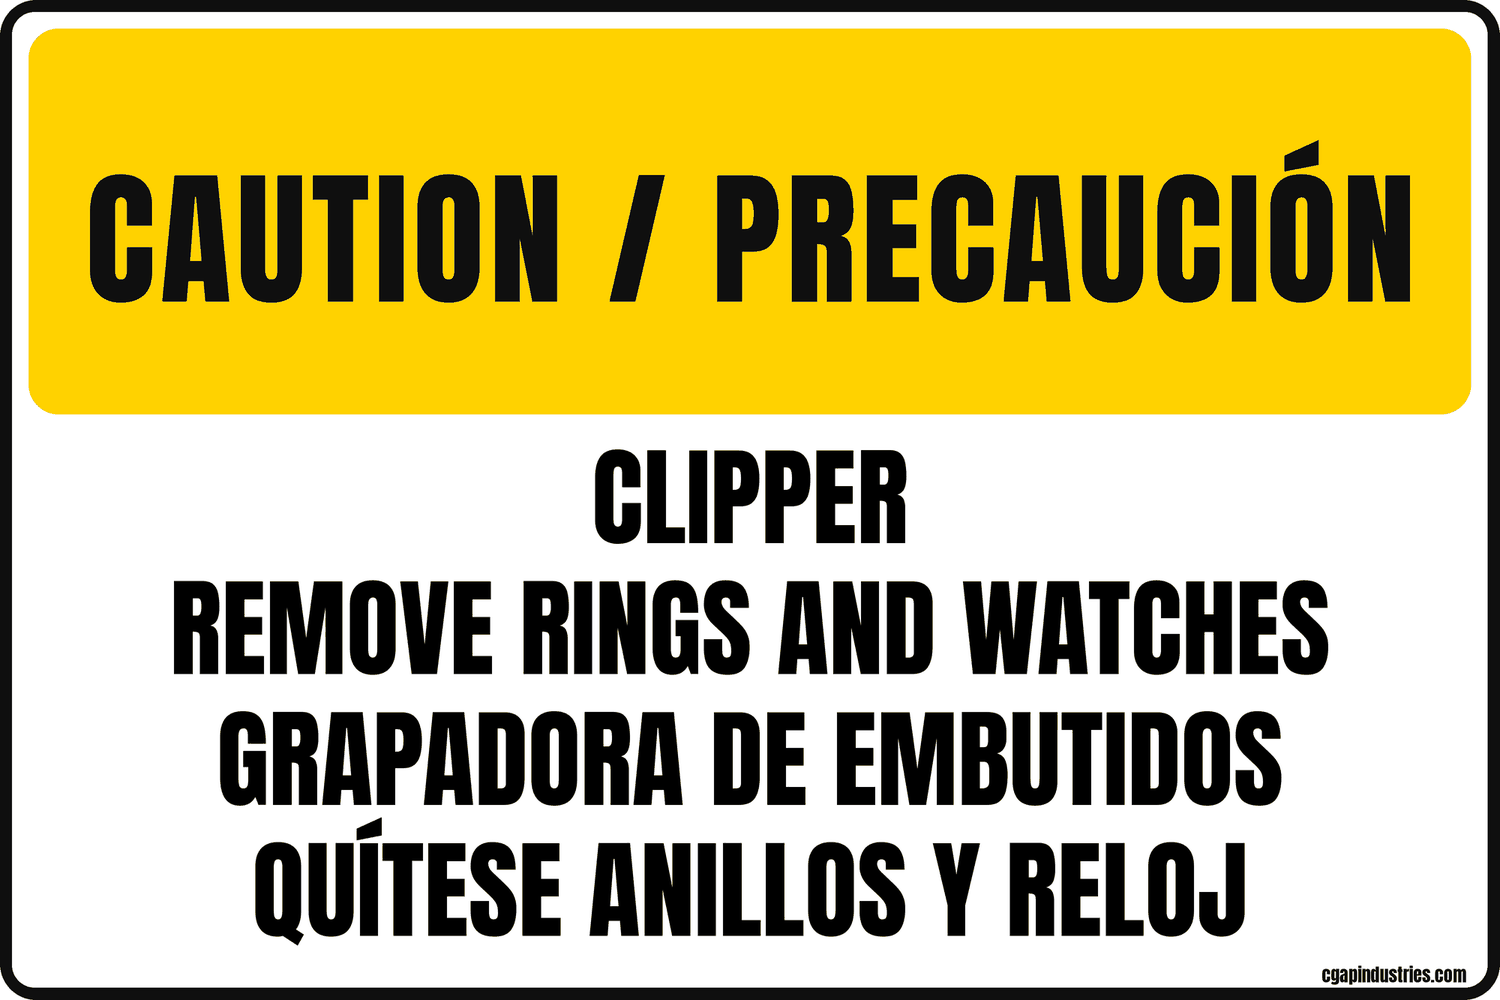 CAUTION / PRECAUCIÓN
CLIPPER
REMOVE RINGS AND WATCHES
GRAPADORA DE EMBUTIDOS
QUÍTESE ANILLOS Y RELOJ
cgapindustries.com